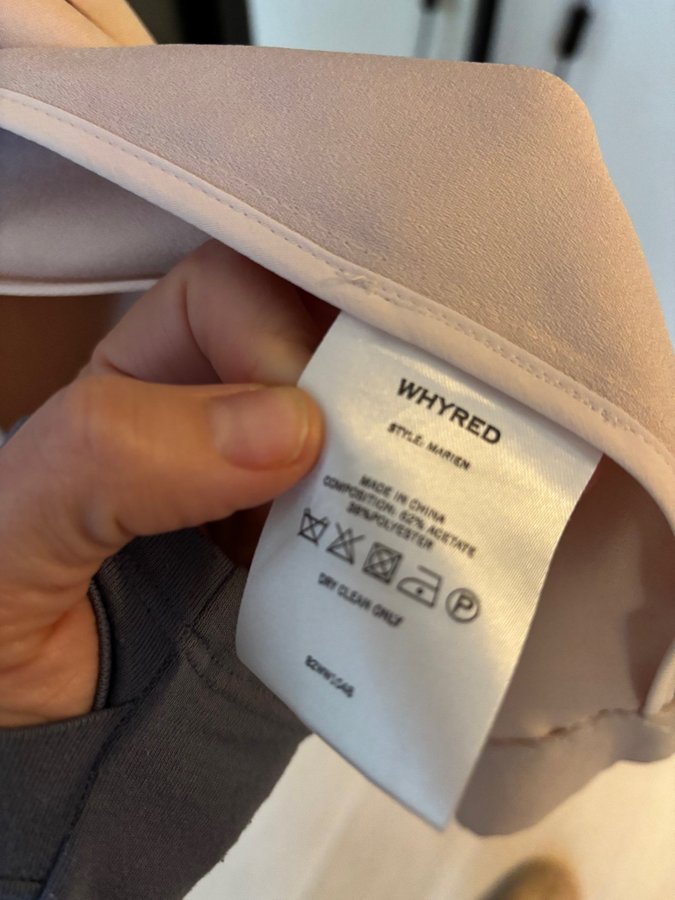 WHYRED
STYLE: MARIEN
MADE IN CHINA
COMPOSITION: 62% ACETATE
38%POLYESTER
P
DRY CLEAN ONLY